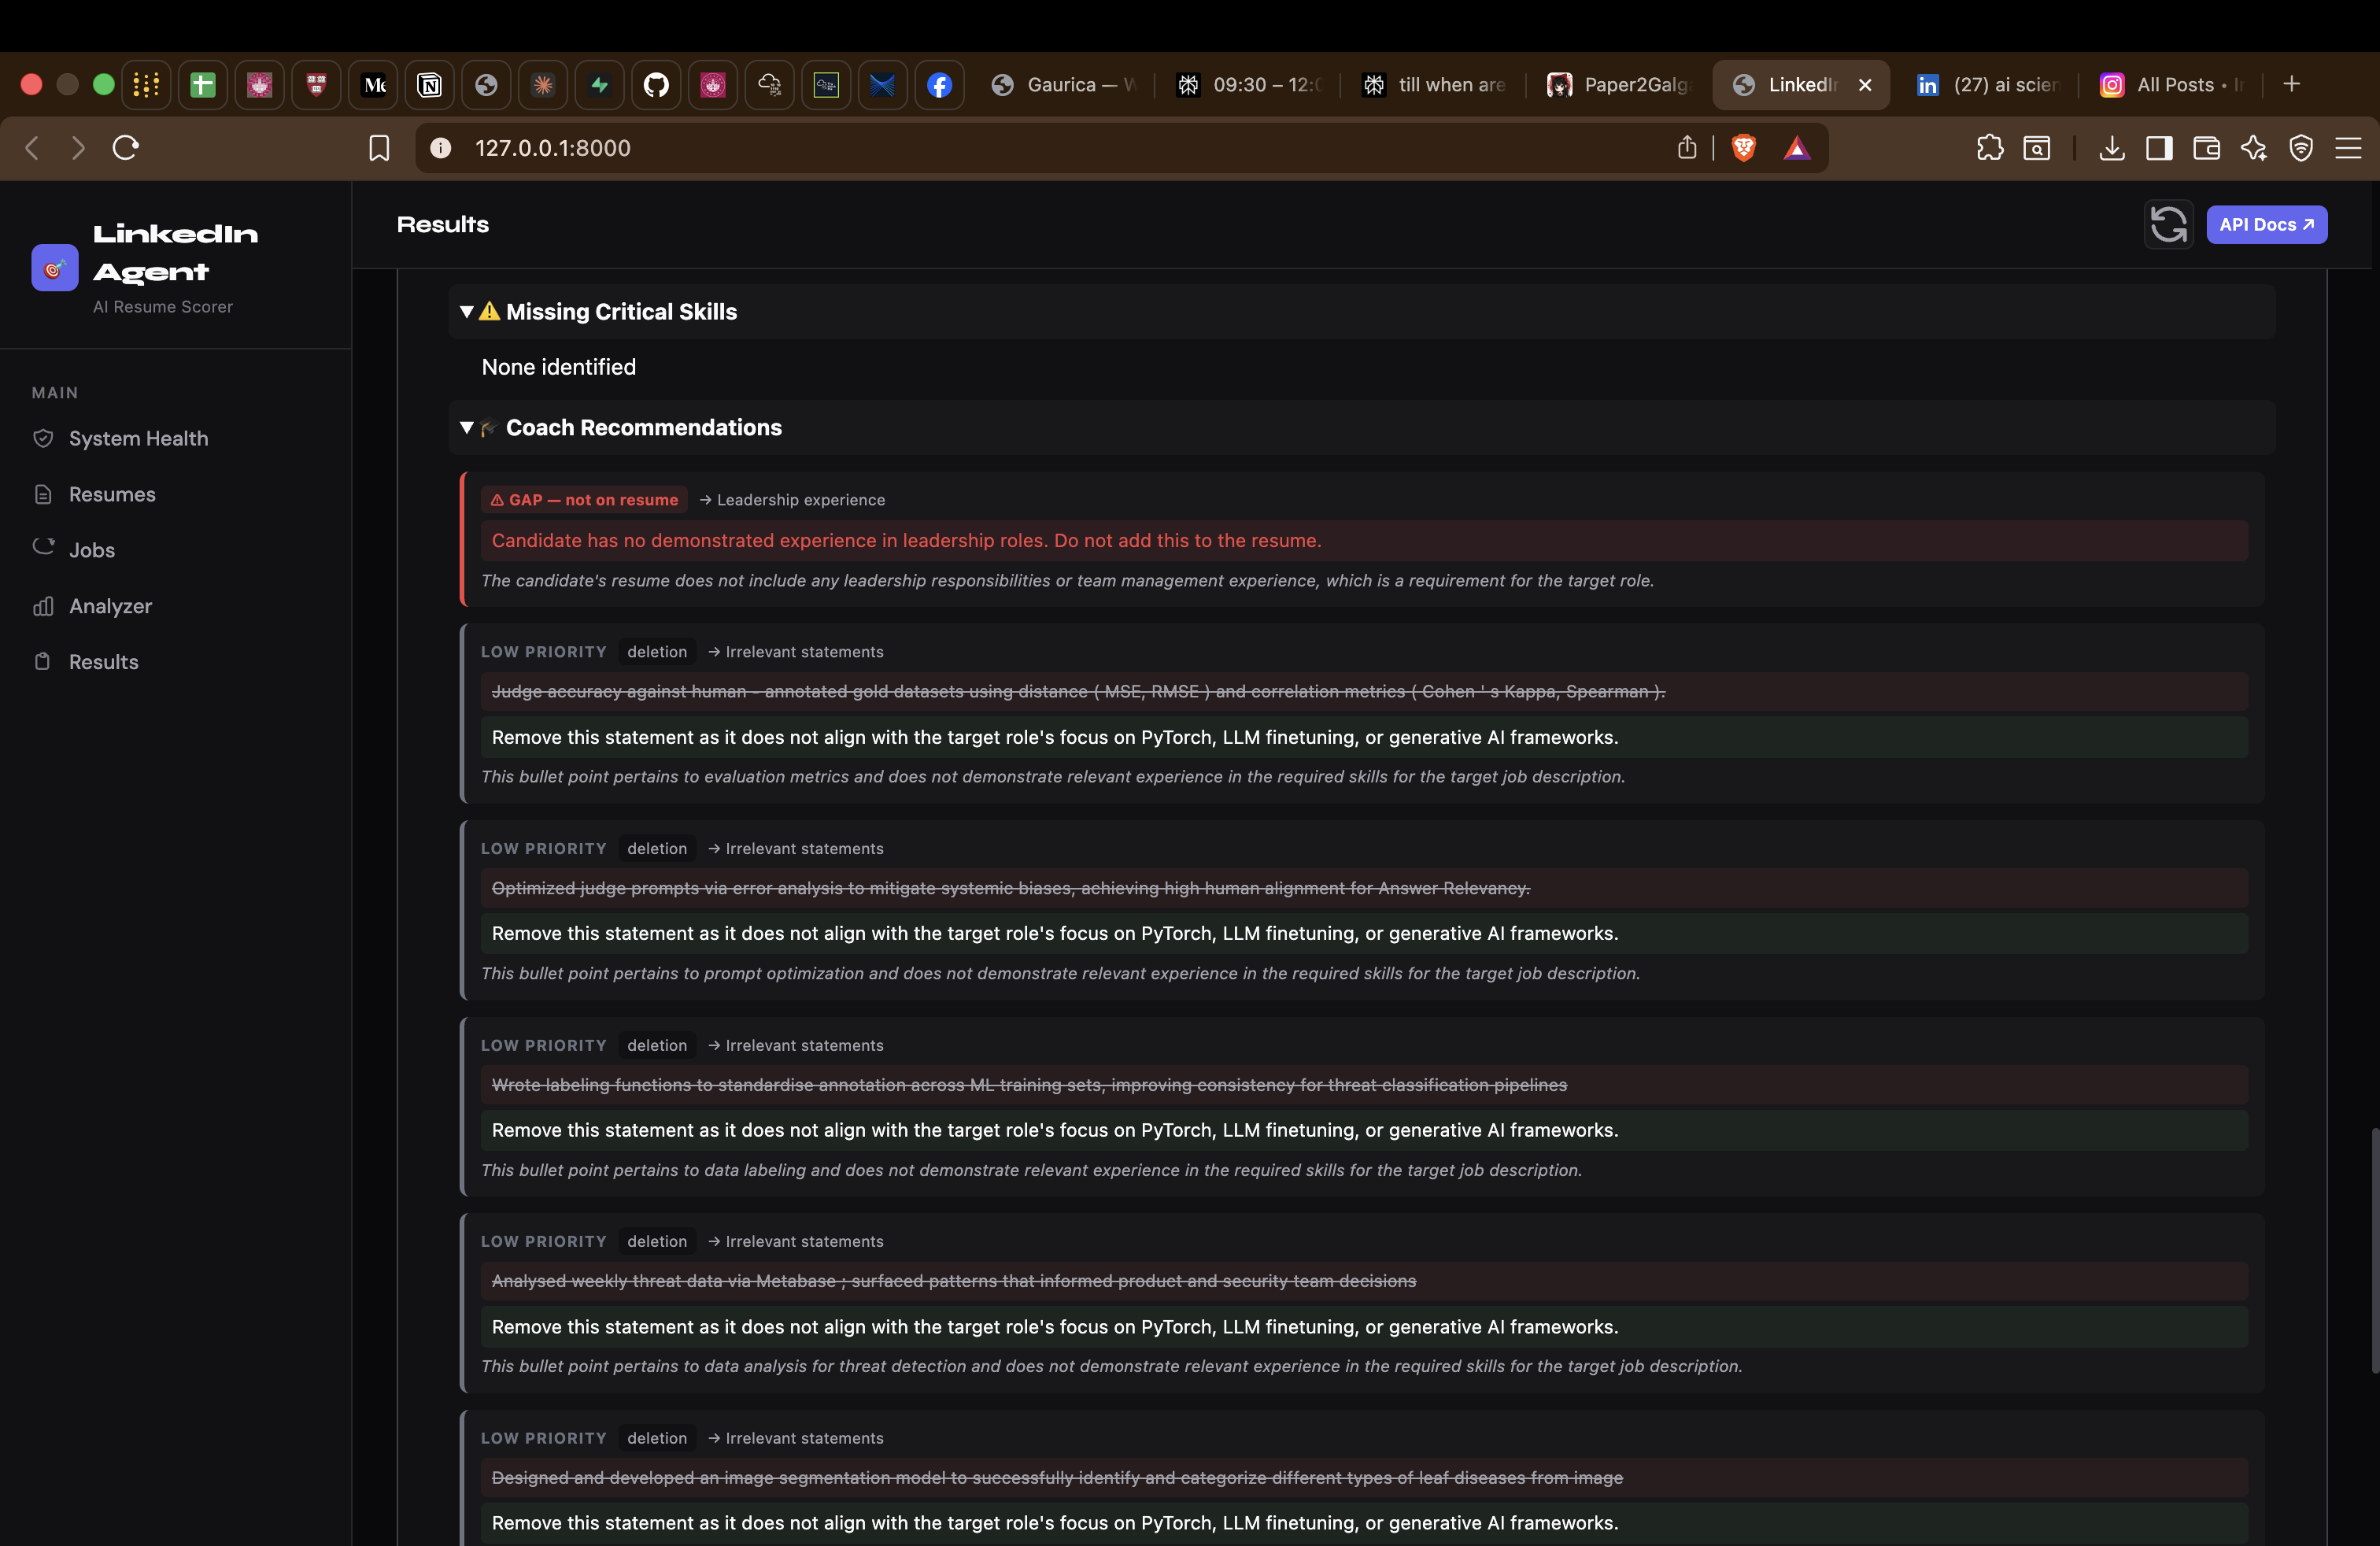 Gaurica — W
09:30 – 12:0
till when are
Paper2Galg
LinkedIn
(27) ai scien
All Posts • In
127.0.0.1:8000
LinkedIn
Agent
AI Resume Scorer
MAIN
System Health
Resumes
Jobs
Analyzer
Results
Results
API Docs ↗
▼ ⚠️ Missing Critical Skills
None identified
▼ 🎓 Coach Recommendations
⚠ GAP — not on resume → Leadership experience
Candidate has no demonstrated experience in leadership roles. Do not add this to the resume.
The candidate's resume does not include any leadership responsibilities or team management experience, which is a requirement for the target role.
LOW PRIORITY deletion → Irrelevant statements
Judge accuracy against human - annotated gold datasets using distance ( MSE, RMSE ) and correlation metrics ( Cohen ' s Kappa, Spearman ).
Remove this statement as it does not align with the target role's focus on PyTorch, LLM finetuning, or generative AI frameworks.
This bullet point pertains to evaluation metrics and does not demonstrate relevant experience in the required skills for the target job description.
LOW PRIORITY deletion → Irrelevant statements
Optimized judge prompts via error analysis to mitigate systemic biases, achieving high human alignment for Answer Relevancy.
Remove this statement as it does not align with the target role's focus on PyTorch, LLM finetuning, or generative AI frameworks.
This bullet point pertains to prompt optimization and does not demonstrate relevant experience in the required skills for the target job description.
LOW PRIORITY deletion → Irrelevant statements
Wrote labeling functions to standardise annotation across ML training sets, improving consistency for threat classification pipelines
Remove this statement as it does not align with the target role's focus on PyTorch, LLM finetuning, or generative AI frameworks.
This bullet point pertains to data labeling and does not demonstrate relevant experience in the required skills for the target job description.
LOW PRIORITY deletion → Irrelevant statements
Analysed weekly threat data via Metabase ; surfaced patterns that informed product and security team decisions
Remove this statement as it does not align with the target role's focus on PyTorch, LLM finetuning, or generative AI frameworks.
This bullet point pertains to data analysis for threat detection and does not demonstrate relevant experience in the required skills for the target job description.
LOW PRIORITY deletion → Irrelevant statements
Designed and developed an image segmentation model to successfully identify and categorize different types of leaf diseases from image
Remove this statement as it does not align with the target role's focus on PyTorch, LLM finetuning, or generative AI frameworks.